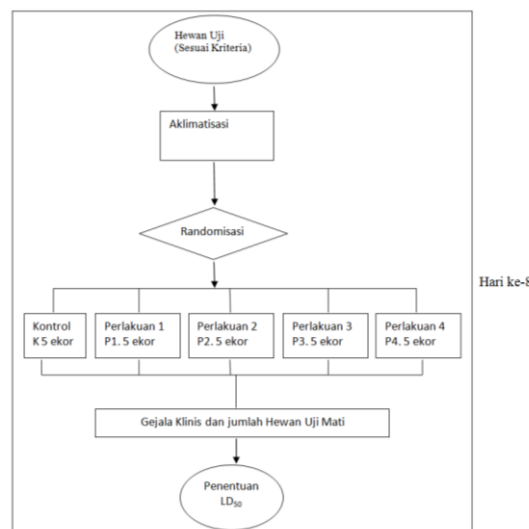 Hewan Uji
(Sesuai Kriteria)
Aklimatisasi
Randomisasi
Hari ke-8
Kontrol
K 5 ekor
Perlakuan 1
P1. 5 ekor
Perlakuan 2
P2. 5 ekor
Perlakuan 3
P3. 5 ekor
Perlakuan 4
P4. 5 ekor
Gejala Klinis dan jumlah Hewan Uji Mati
Penentuan
LD₅₀